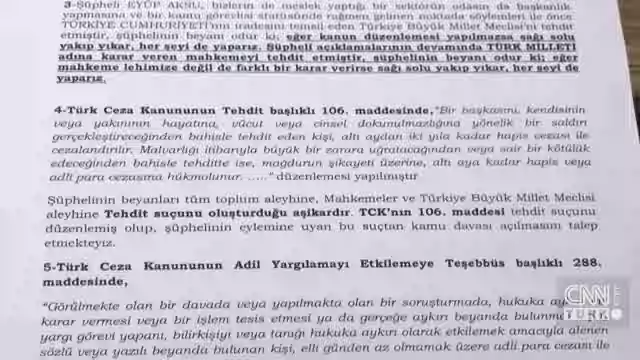 3-Şüpheli EYÜP AKSU, bizlerin de meslek yaptığı bir sektörün odasın da başkanlık
yapmasına ve bir kamu görevlisi statüsünde rağmen gelinen noktada söylemleri ile önce
TÜRKİYE CUMHURİYETİ'mi iradesini temsil eden Türkiye Büyük Millet Meclisi'ni tehdit
etmiştir, şüphelinin beyanı odur ki; eğer kanun düzenlemesi yapılmazsa sağı solu
yakıp yıkar, her şeyi de yaparız. Şüpheli açıklamalarının devamında TÜRK MİLLETİ
adına karar veren mahkemeyi tehdit etmiştir, şüphelinin beyanı odur ki; eğer
mahkeme lehimize değil de farklı bir karar verirse sağı solu yakıp yıkar, her şeyi de
yaparız.
4-Türk Ceza Kanununun Tehdit başlıklı 106. maddesinde,"Bir başkasını, kendisinin
veya yakınının hayatına, vücut veya cinsel dokunulmazlığına yönelik bir saldırı
gerçekleştireceğinden bahisle tehdit eden kişi, altı aydan iki yıla kadar hapis cezası ile
cezalandırılır. Malvarlığı itibarıyla büyük bir zarara uğratacağından veya sair bir kötülük
edeceğinden bahisle tehditte ise, mağdurun şikayeti üzerine, altı aya kadar hapis veya
adli para cezasına hükmolunur. ....." düzenlemesi yapılmıştır
Şüphelinin beyanları tüm toplum aleyhine, Mahkemeler ve Türkiye Büyük Millet Meclisi
aleyhine Tehdit suçunu oluşturduğu aşikardır. TCK'nın 106. maddesi tehdit suçunu
düzenlemiş olup, şüphelinin eylemine uyan bu suçtan kamu davası açılmasını talep
etmekteyiz.
5-Türk Ceza Kanununun Adil Yargılamayı Etkilemeye Teşebbüs başlıklı 288.
maddesinde,
"Görülmekte olan bir davada veya yapılmakta olan bir soruşturmada, hukuka
karar vermesi veya bir işlem tesis etmesi ya da gerçeğe aykırı beyanda bulunma
yargı görevi yapanı, bilirkişiyi veya tanığı hukuka aykırı olarak etkilemek amacıyla alenen
sözlü veya yazılı beyanda bulunan kişi, elli günden az olmamak üzere adli para cezası ile
CNN
TÜRK